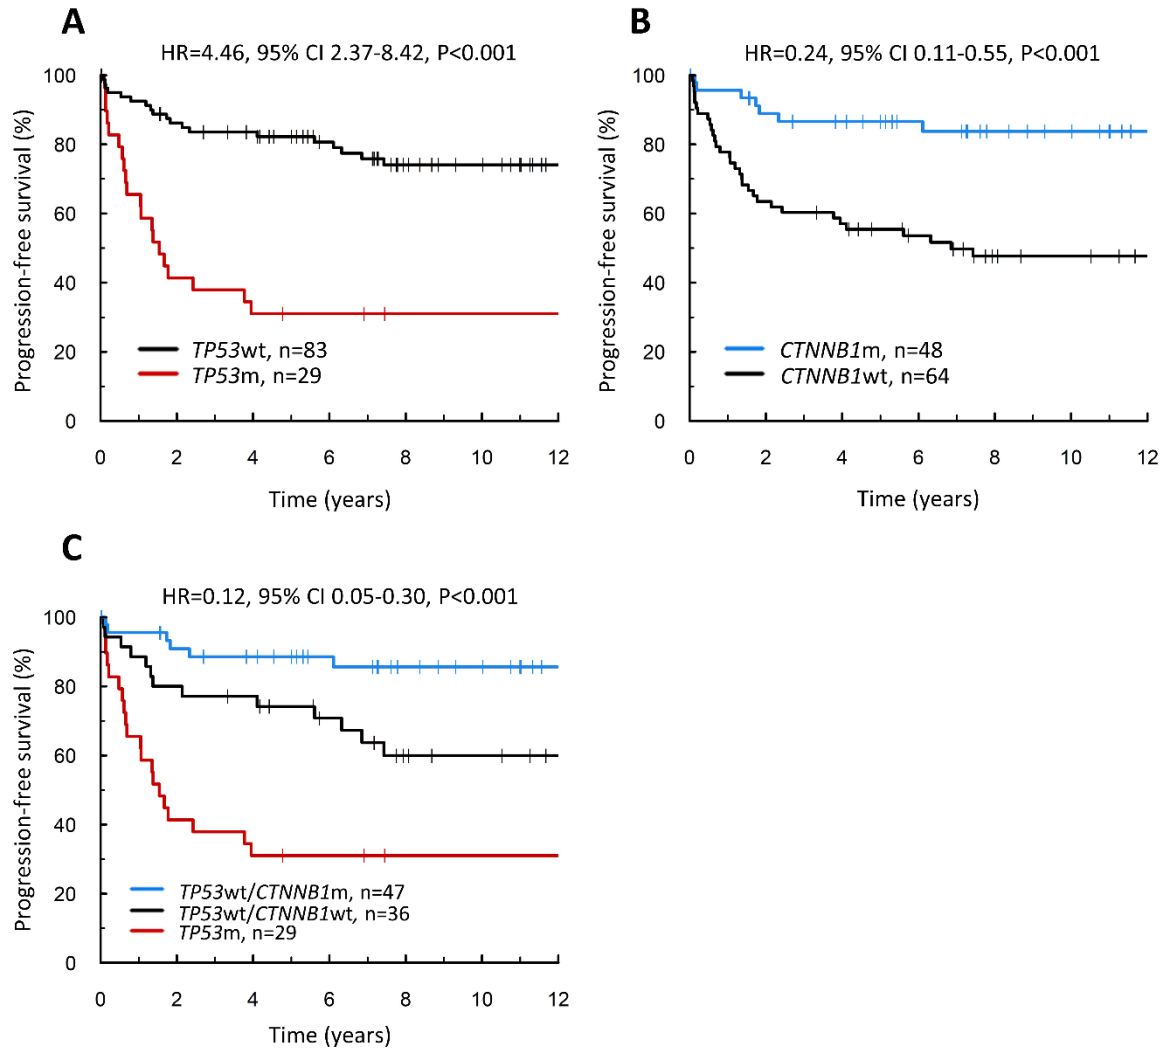 A
HR=4.46, 95% CI 2.37-8.42, P<0.001
Progression-free survival (%)
100
80
60
40
20
0
TP53wt, n=83
TP53m, n=29
0 2 4 6 8 10 12
Time (years)
B
HR=0.24, 95% CI 0.11-0.55, P<0.001
Progression-free survival (%)
100
80
60
40
20
0
CTNNB1m, n=48
CTNNB1wt, n=64
0 2 4 6 8 10 12
Time (years)
C
HR=0.12, 95% CI 0.05-0.30, P<0.001
Progression-free survival (%)
100
80
60
40
20
0
TP53wt/CTNNB1m, n=47
TP53wt/CTNNB1wt, n=36
TP53m, n=29
0 2 4 6 8 10 12
Time (years)